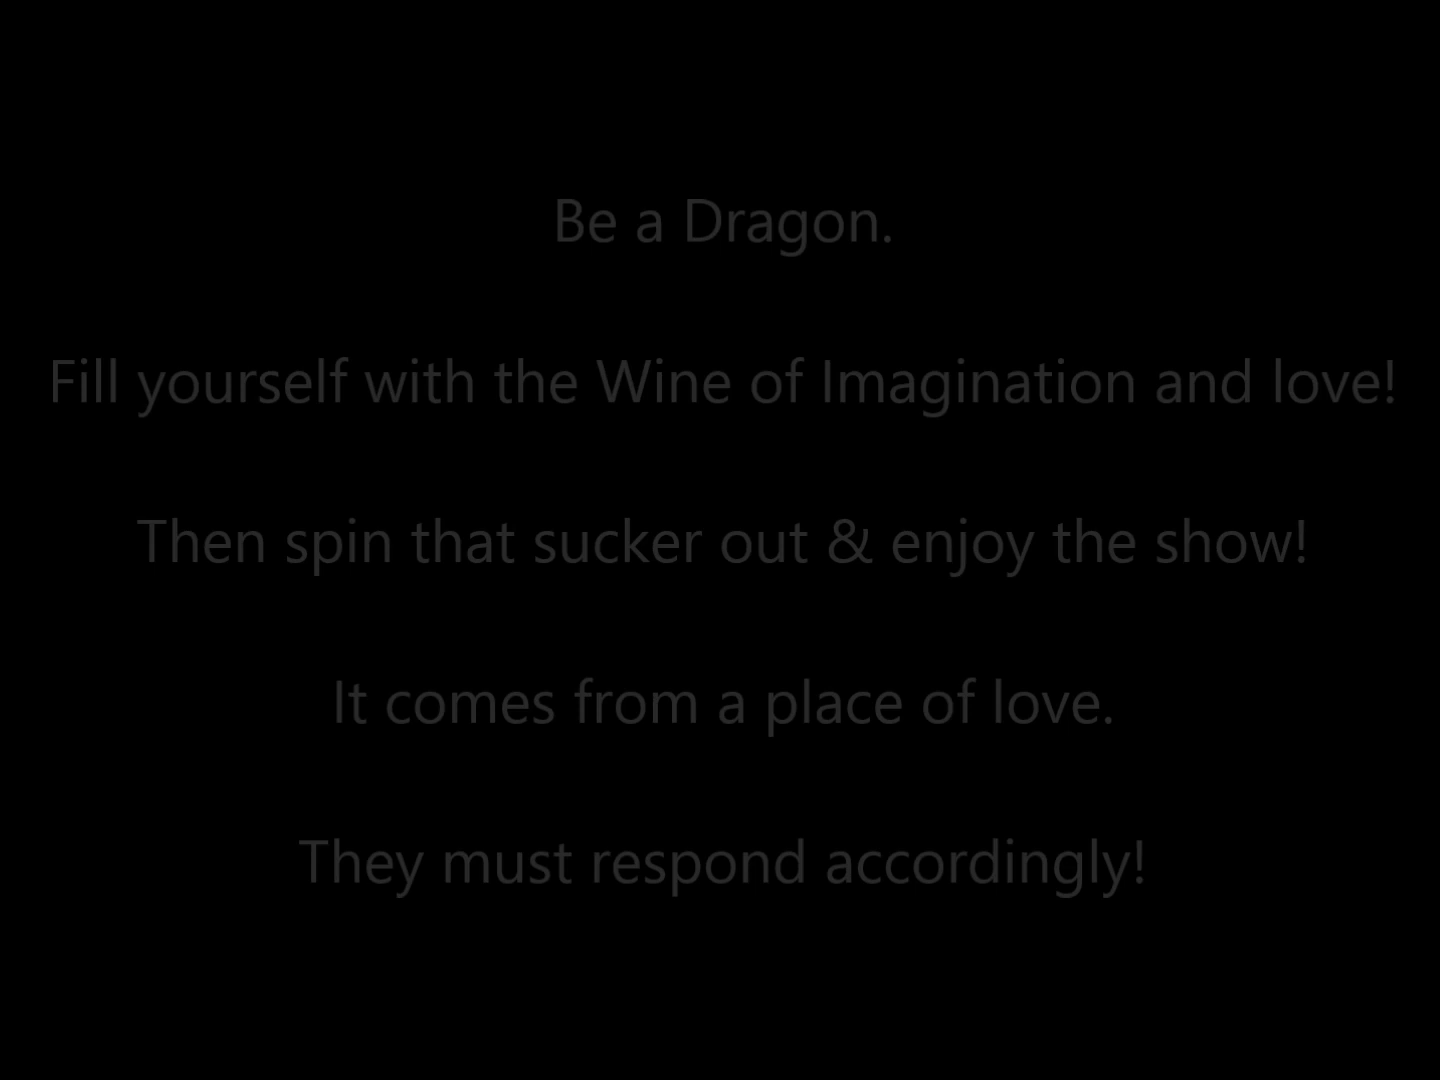 Be a Dragon.
Fill yourself with the Wine of Imagination and love!
Then spin that sucker out & enjoy the show!
It comes from a place of love.
They must respond accordingly!